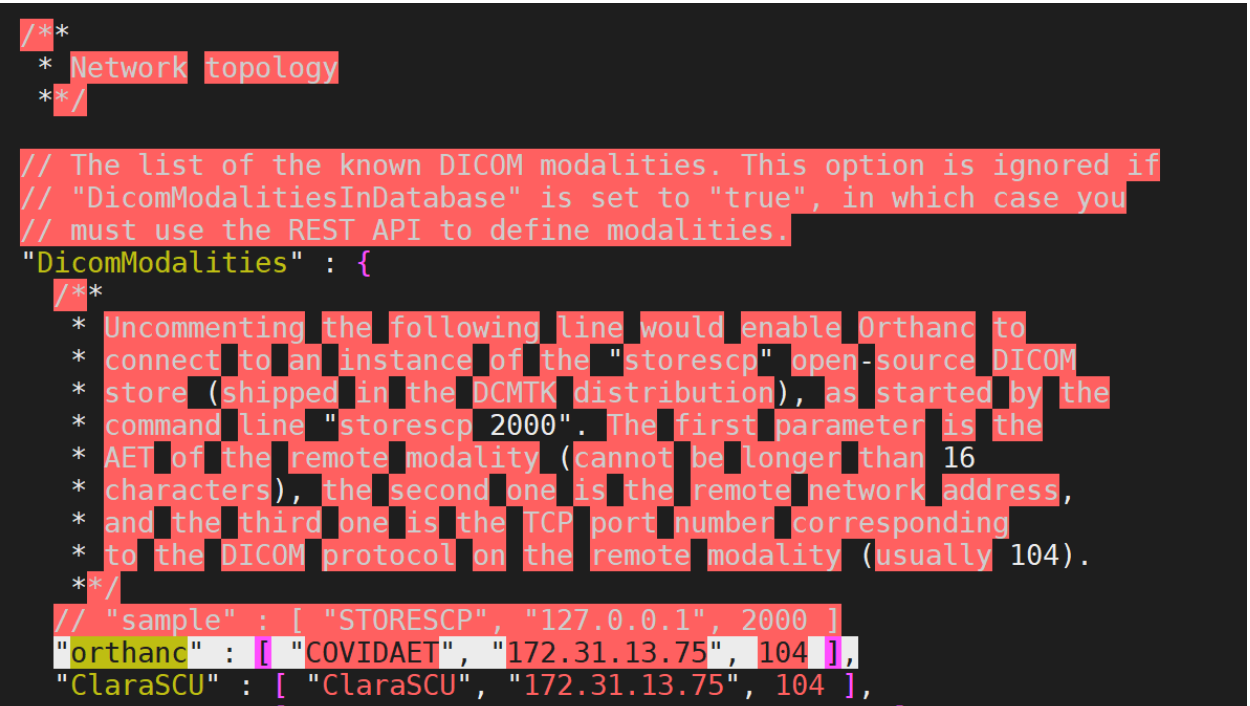 /**
 * Network topology
 **/
// The list of the known DICOM modalities. This option is ignored if
// "DicomModalitiesInDatabase" is set to "true", in which case you
// must use the REST API to define modalities.
"DicomModalities" : {
  /**
   * Uncommenting the following line would enable Orthanc to
   * connect to an instance of the "storescp" open-source DICOM
   * store (shipped in the DCMTK distribution), as started by the
   * command line "storescp 2000". The first parameter is the
   * AET of the remote modality (cannot be longer than 16
   * characters), the second one is the remote network address,
   * and the third one is the TCP port number corresponding
   * to the DICOM protocol on the remote modality (usually 104).
   **/
  // "sample" : [ "STORESCP", "127.0.0.1", 2000 ]
  "orthanc" : [ "COVIDAET", "172.31.13.75", 104 ],
  "ClaraSCU" : [ "ClaraSCU", "172.31.13.75", 104 ],